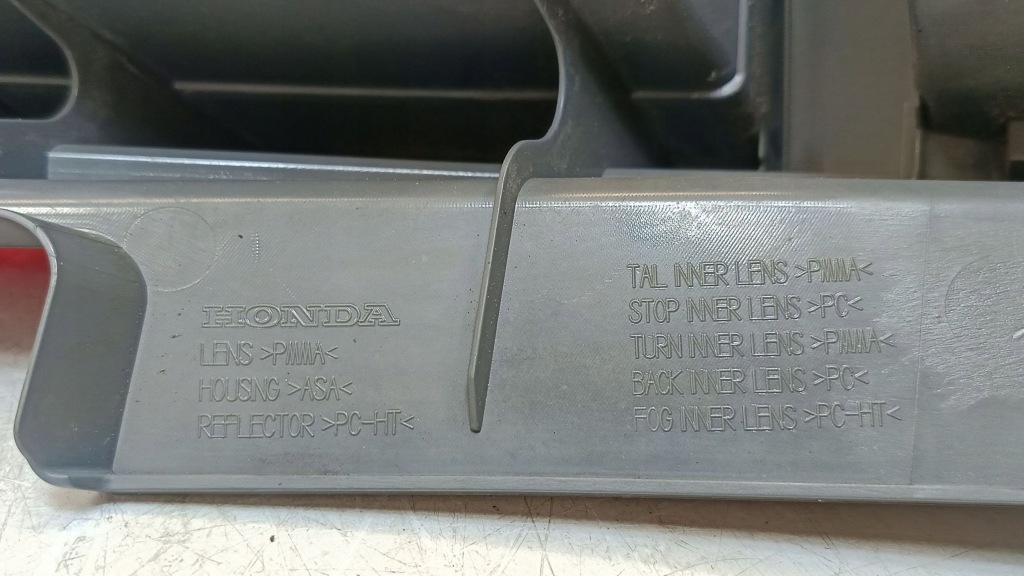 HONDA
LENS >PMMA<
HOUSING >ASA<
REFLECTOR >PC-HT<
TAIL INNER LENS >PMMA<
STOP INNER LENS >PC<
TURN INNER LENS >PMMA<
BACK INNER LENS >PC<
FOG INNER LENS >PC-HT<